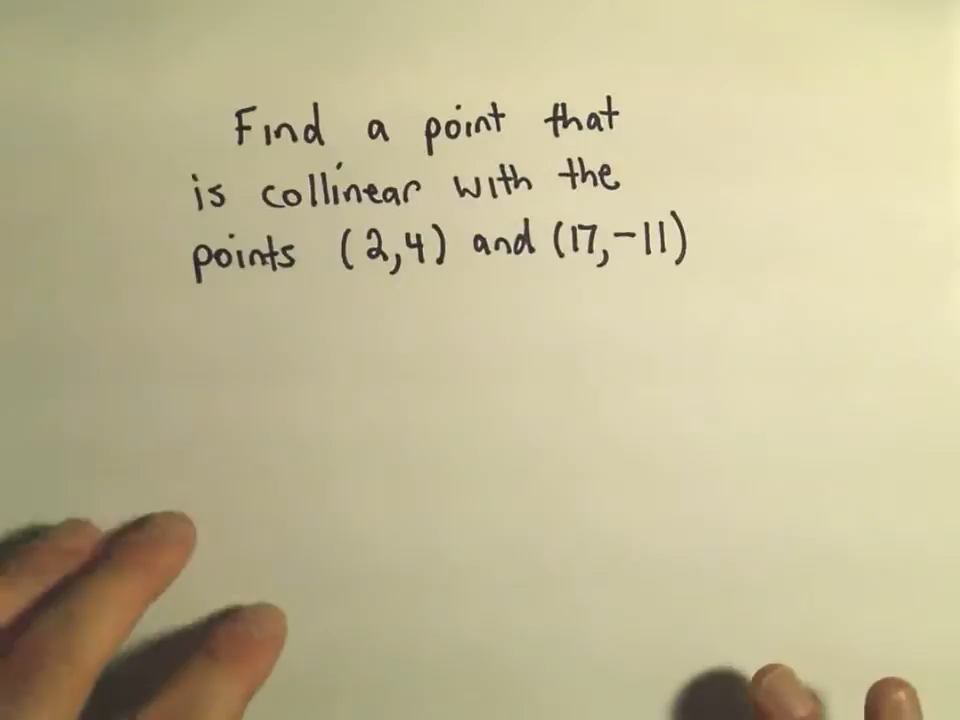 Find a point that
is collinear with the
points (2,4) and (17,-11)